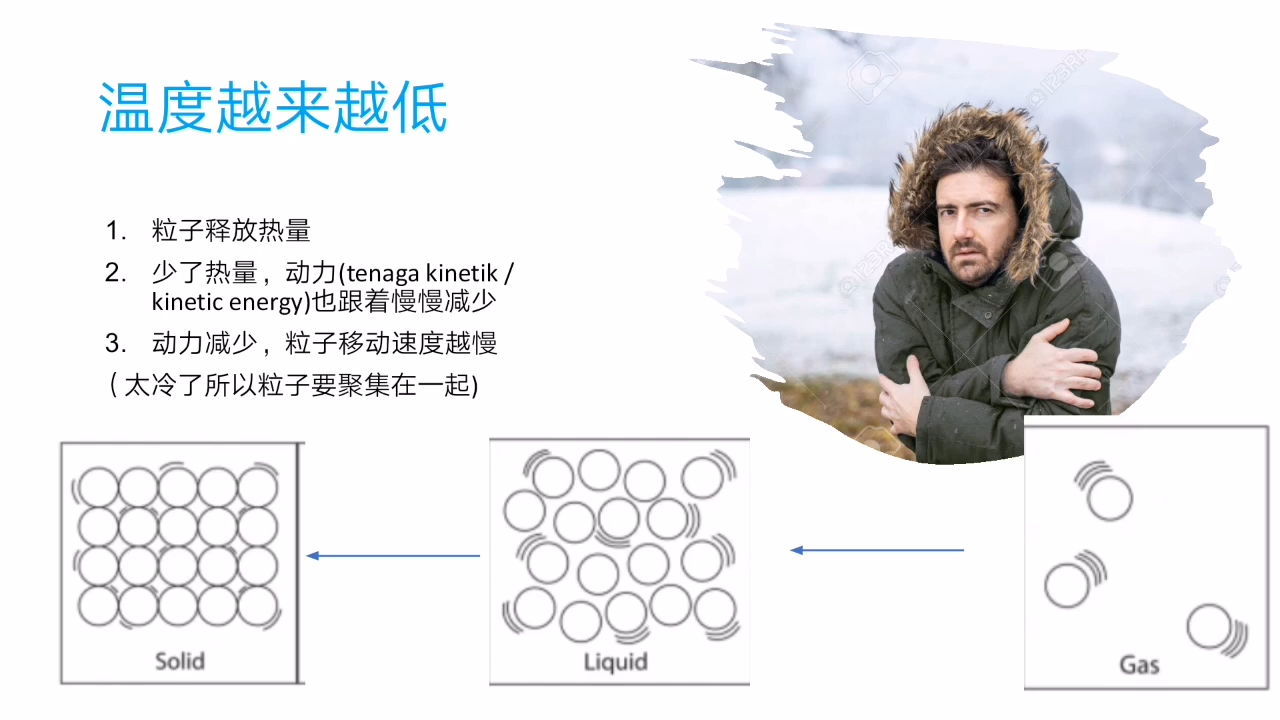 温度越来越低
1. 粒子释放热量
2. 少了热量，动力(tenaga kinetik /
kinetic energy)也跟着慢慢减少
3. 动力减少，粒子移动速度越慢
（太冷了所以粒子要聚集在一起)
Solid
Liquid
Gas